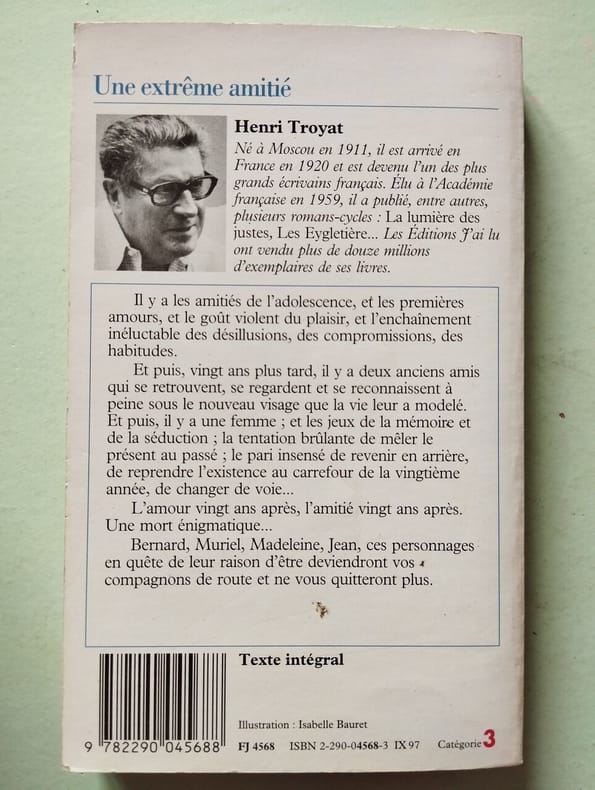 Une extrême amitié
Henri Troyat
Né à Moscou en 1911, il est arrivé en
France en 1920 et est devenu l'un des plus
grands écrivains français. Élu à l'Académie
française en 1959, il a publié, entre autres,
plusieurs romans-cycles : La lumière des
justes, Les Eygletière... Les Éditions J'ai lu
ont vendu plus de douze millions
d'exemplaires de ses livres.
Il y a les amitiés de l'adolescence, et les premières
amours, et le goût violent du plaisir, et l'enchaînement
inéluctable des désillusions, des compromissions, des
habitudes.
Et puis, vingt ans plus tard, il y a deux anciens amis
qui se retrouvent, se regardent et se reconnaissent à
peine sous le nouveau visage que la vie leur a modelé.
Et puis, il y a une femme ; et les jeux de la mémoire et
de la séduction ; la tentation brûlante de mêler le
présent au passé ; le pari insensé de revenir en arrière,
de reprendre l'existence au carrefour de la vingtième
année, de changer de voie...
L'amour vingt ans après, l'amitié vingt ans après.
Une mort énigmatique...
Bernard, Muriel, Madeleine, Jean, ces personnages
en quête de leur raison d'être deviendront vos
compagnons de route et ne vous quitteront plus.
Texte intégral
Illustration : Isabelle Bauret
9 782290 045688 FJ 4568 ISBN 2-290-04568-3 IX 97 Catégorie 3